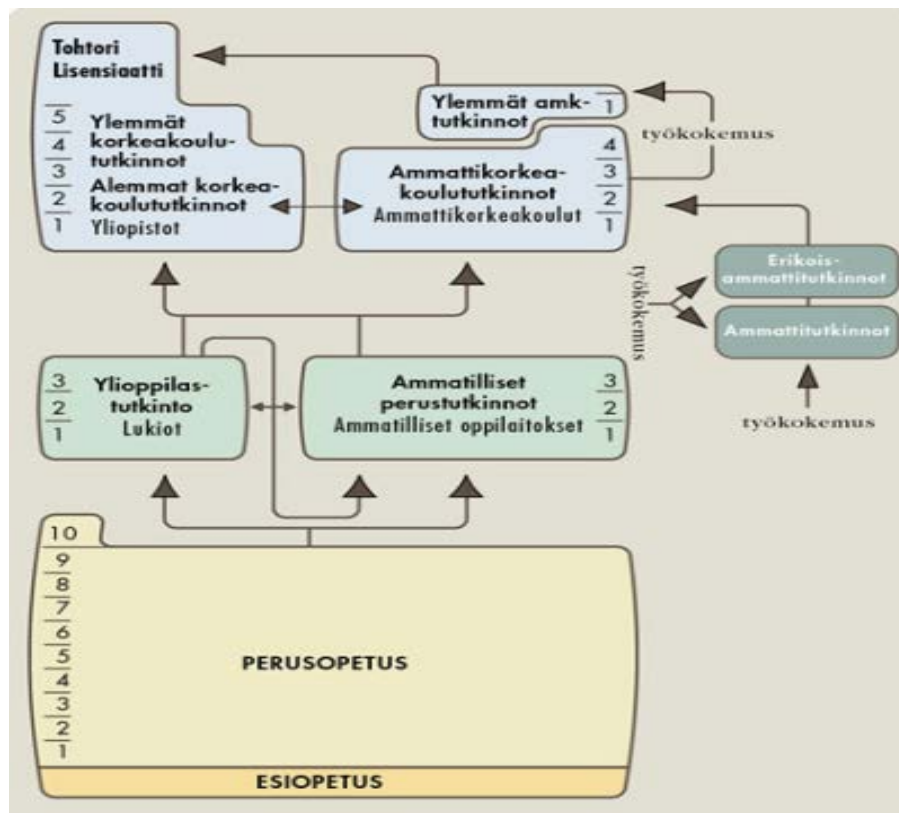 Tohtori
Lisensiaatti
5
4
3
2
1
Ylemmät
korkeakoulu-
tutkinnot
Alemmat korkea-
koulututkinnot
Yliopistot
Ylemmät amk-
tutkinnot
1
työkokemus
Ammattikorkea-
koulututkinnot
Ammattikorkeakoulut
4
3
2
1
Erikois-
ammattitutkinnot
työkokemus
Ammattitutkinnot
työkokemus
3
2
1
Ylioppilas-
tutkinto
Lukiot
Ammatilliset
perustutkinnot
Ammatilliset oppilaitokset
3
2
1
10
9
8
7
6
5
4
3
2
1
PERUSOPETUS
ESIOPETUS